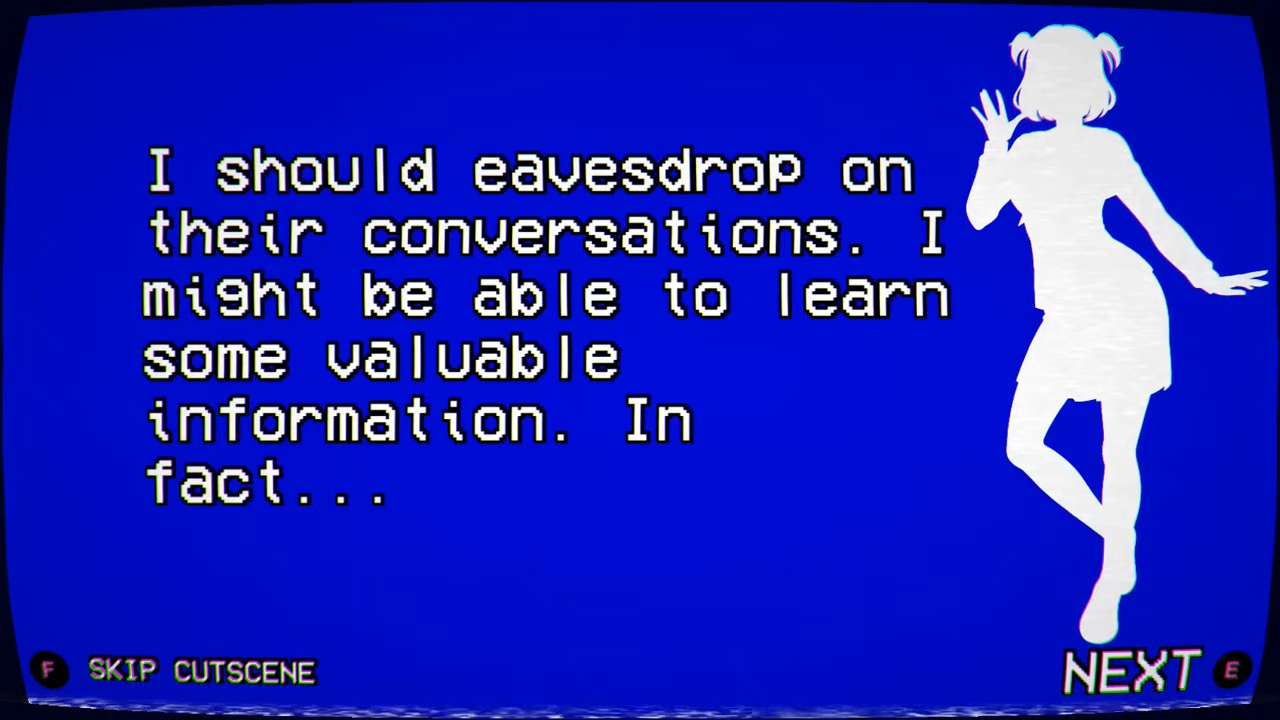 I should eavesdrop on
their conversations. I
might be able to learn
some valuable
information. In
fact...
F SKIP CUTSCENE
NEXT E